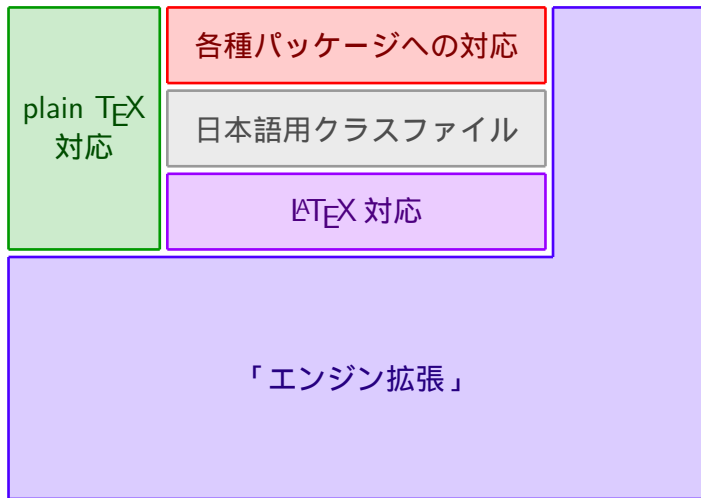 plain TEX
対応
各種パッケージへの対応
日本語用クラスファイル
LATEX 対応
「エンジン拡張」